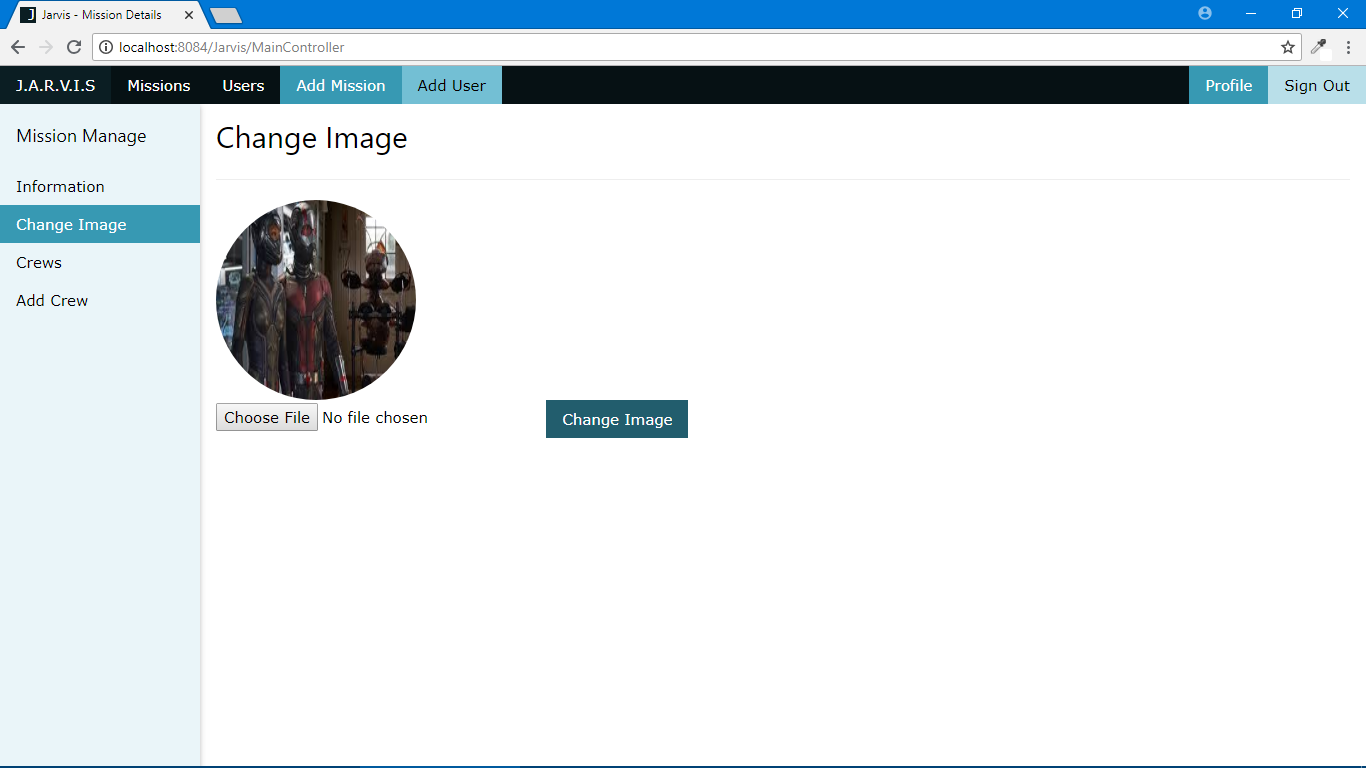 Jarvis - Mission Details
localhost:8084/Jarvis/MainController
J.A.R.V.I.S Missions Users Add Mission Add User Profile Sign Out
Mission Manage
Information
Change Image
Crews
Add Crew
Change Image
Choose File No file chosen Change Image